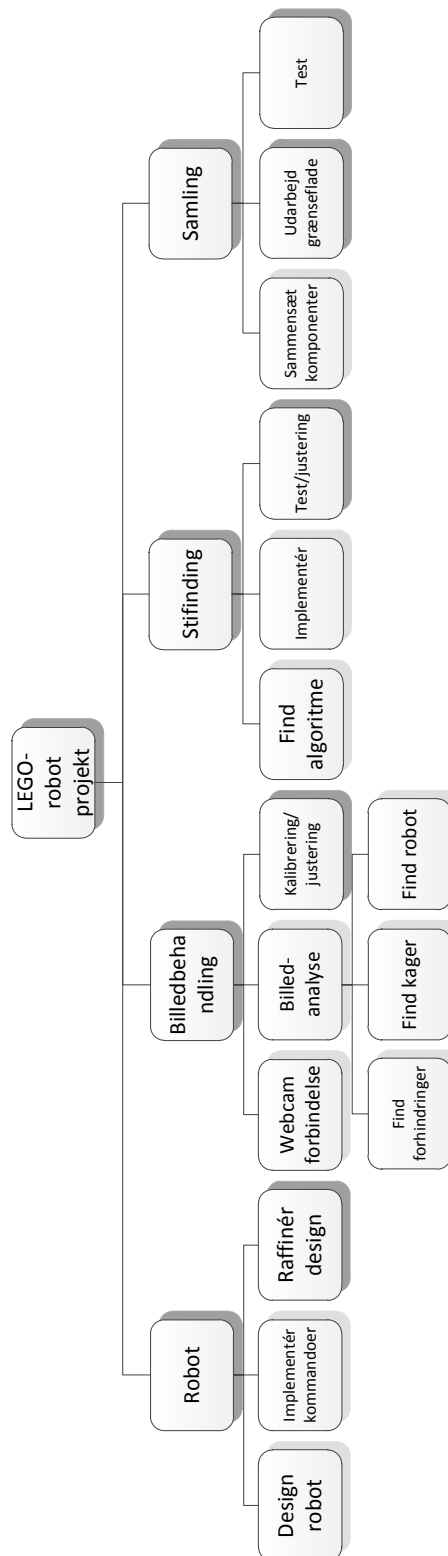 LEGO-
robot
projekt
Robot
Billedbeha
ndling
Stifinding
Samling
Design
robot
Implementér
kommandoer
Raffinér
design
Webcam
forbindelse
Billed-
analyse
Kalibrering/
justering
Find
algoritme
Implementér
Test/justering
Sammensæt
komponenter
Udarbejd
grænseflade
Test
Find
forhindringer
Find kager
Find robot